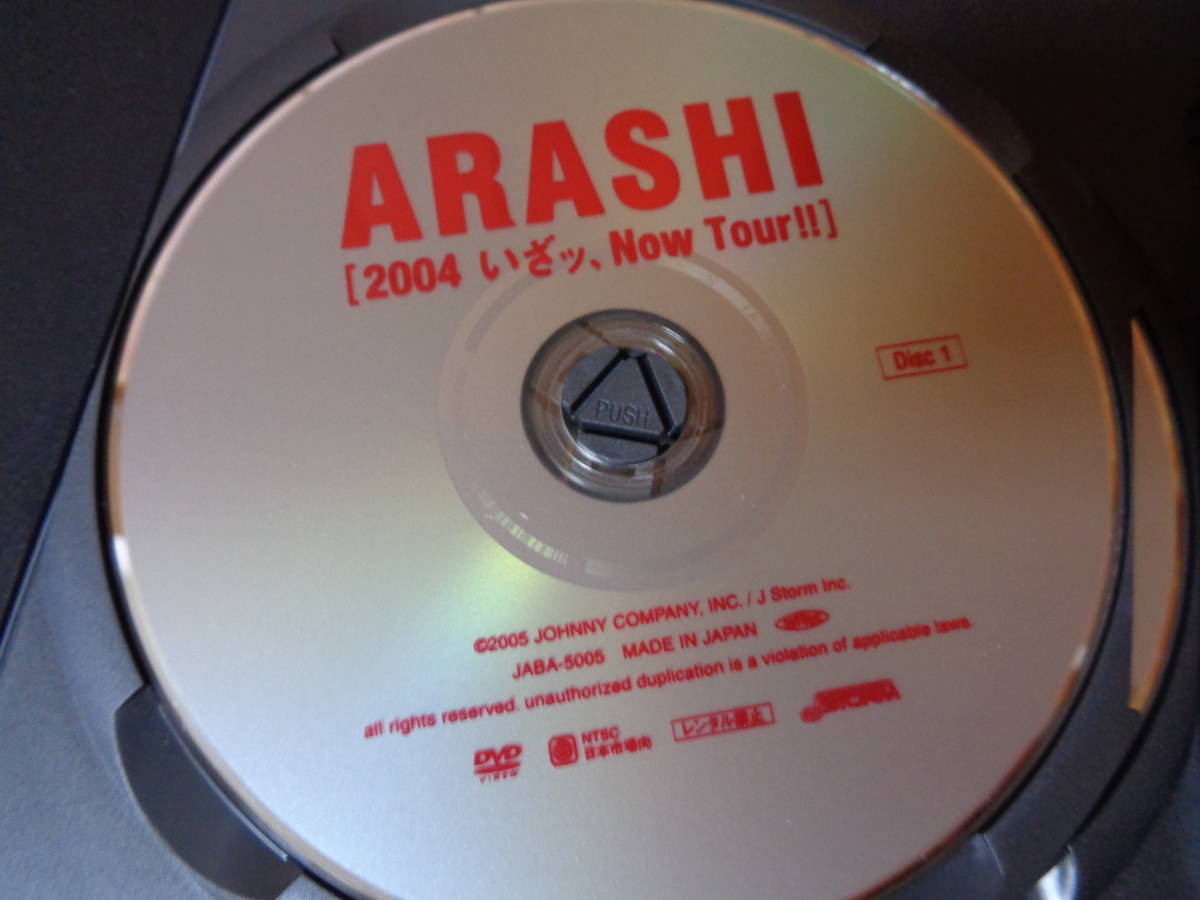 ARASHI
[2004 いざッ、Now Tour!!]
Disc 1
PUSH
©2005 JOHNNY COMPANY, INC. / J Storm Inc.
JABA-5005 MADE IN JAPAN
all rights reserved. unauthorized duplication is a violation of applicable laws.
DVD
VIDEO
NTSC
日本市場向
レンタル禁止